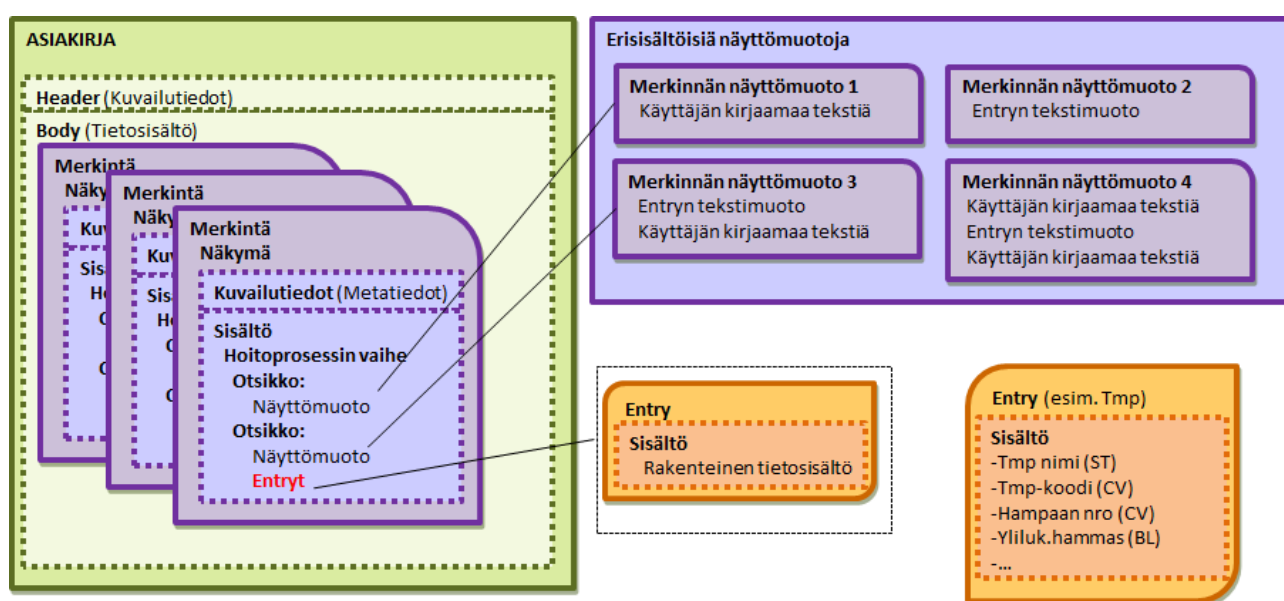 ASIAKIRJA
Header (Kuvailutiedot)
Body (Tietosisältö)
Merkintä
Merkintä
Näky
Merkintä
Näkymä
Kuvailutiedot (Metatiedot)
Sisältö
Hoitoprosessin vaihe
Otsikko:
Näyttömuoto
Otsikko:
Näyttömuoto
Entryt
Erisisältöisiä näyttömuotoja
Merkinnän näyttömuoto 1
Käyttäjän kirjaamaa tekstiä
Merkinnän näyttömuoto 2
Entryn tekstimuoto
Merkinnän näyttömuoto 3
Entryn tekstimuoto
Käyttäjän kirjaamaa tekstiä
Merkinnän näyttömuoto 4
Käyttäjän kirjaamaa tekstiä
Entryn tekstimuoto
Käyttäjän kirjaamaa tekstiä
Entry
Sisältö
Rakenteinen tietosisältö
Entry (esim. Tmp)
Sisältö
-Tmp nimi (ST)
-Tmp-koodi (CV)
-Hampaan nro (CV)
-Yliluk.hammas (BL)
-...